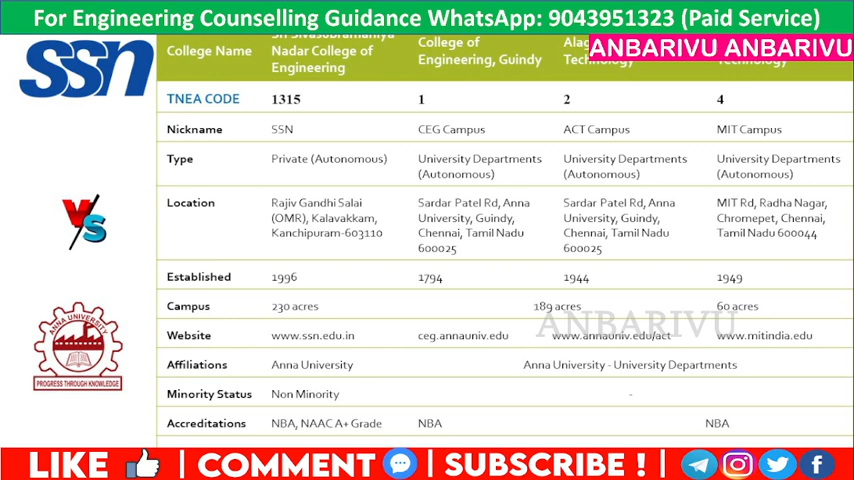 For Engineering Counselling Guidance WhatsApp: 9043951323 (Paid Service)
ANBARIVU ANBARIVU
ssn
College Name
Nadar College of
Engineering
College of
Engineering, Guindy
TNEA CODE 1315 1 2 4
Nickname SSN CEG Campus ACT Campus MIT Campus
Type Private (Autonomous) University Departments University Departments University Departments
(Autonomous) (Autonomous) (Autonomous)
Location Rajiv Gandhi Salai Sardar Patel Rd, Anna Sardar Patel Rd, Anna MIT Rd, Radha Nagar,
(OMR), Kalavakkam, University, Guindy, University, Guindy, Chromepet, Chennai,
Kanchipuram-603110 Chennai, Tamil Nadu Chennai, Tamil Nadu Tamil Nadu 600044
600025 600025
VS
Established 1996 1794 1944 1949
Campus 230 acres 189 acres 60 acres
ANBARIVU
Website www.ssn.edu.in ceg.annauniv.edu www.annauniv.edu/act www.mitindia.edu
Affiliations Anna University Anna University - University Departments
Minority Status Non Minority -
Accreditations NBA, NAAC A+ Grade NBA NBA
ANNA UNIVERSITY
PROGRESS THROUGH KNOWLEDGE
LIKE | COMMENT | SUBSCRIBE ! |